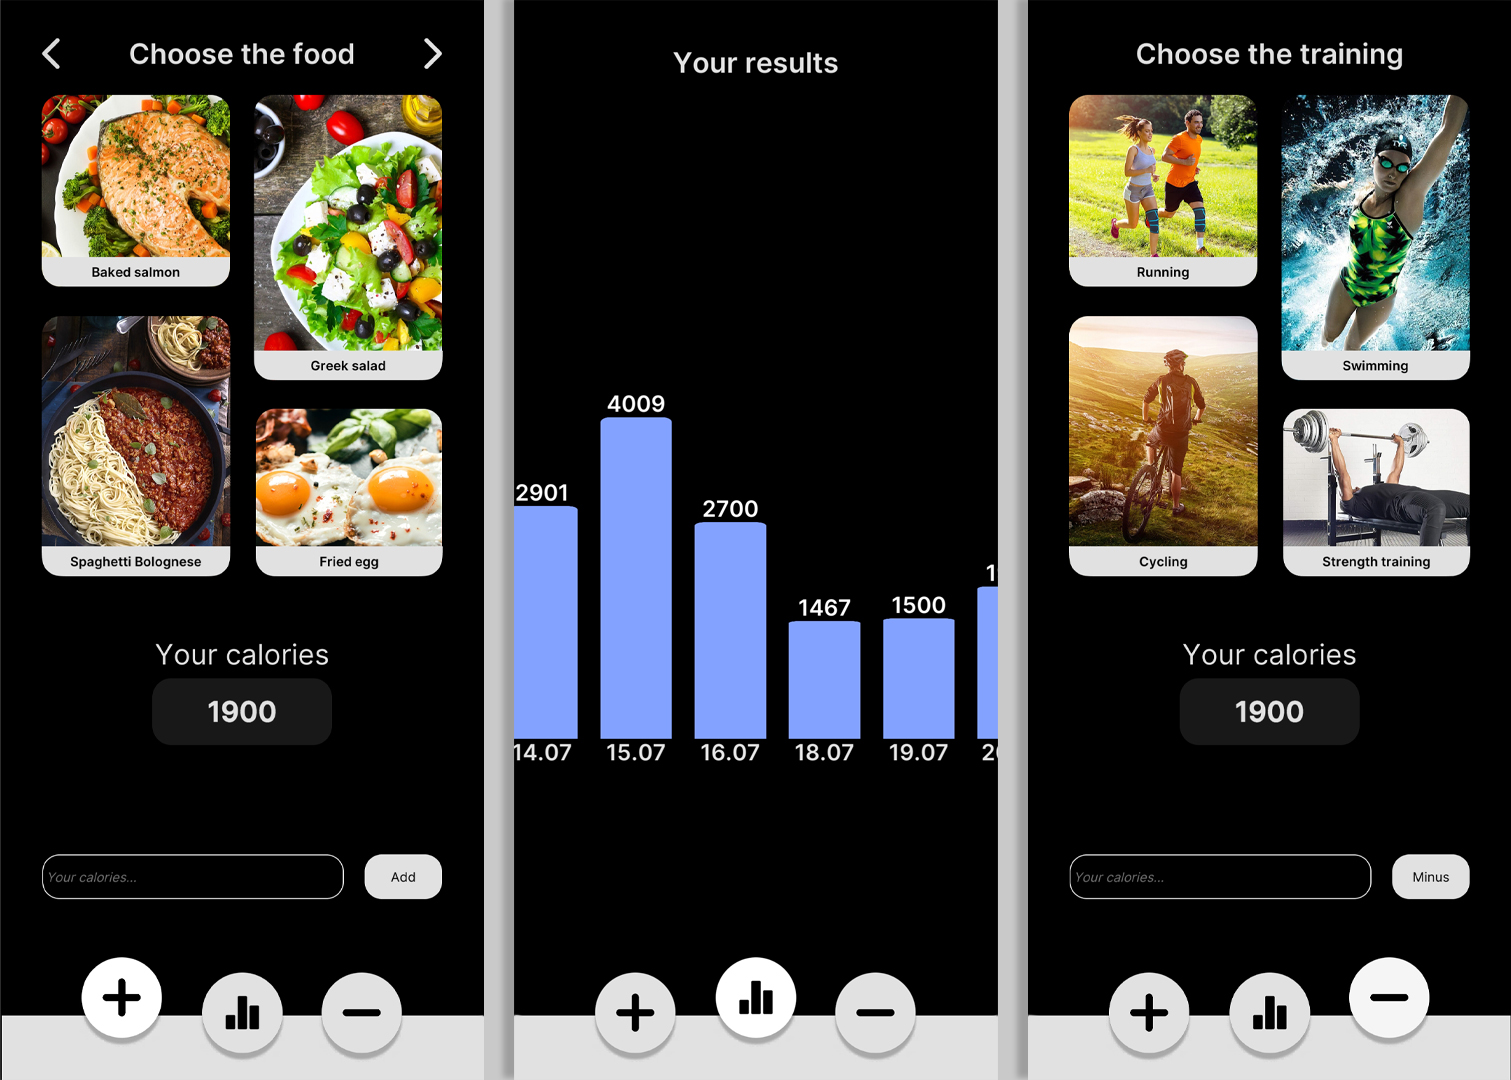 Choose the food
Baked salmon
Greek salad
Spaghetti Bolognese
Fried egg
Your calories
1900
Your calories...
Add
Your results
2901
4009
2700
1467
1500
14.07
15.07
16.07
18.07
19.07
Choose the training
Running
Swimming
Cycling
Strength training
Your calories
1900
Your calories...
Minus